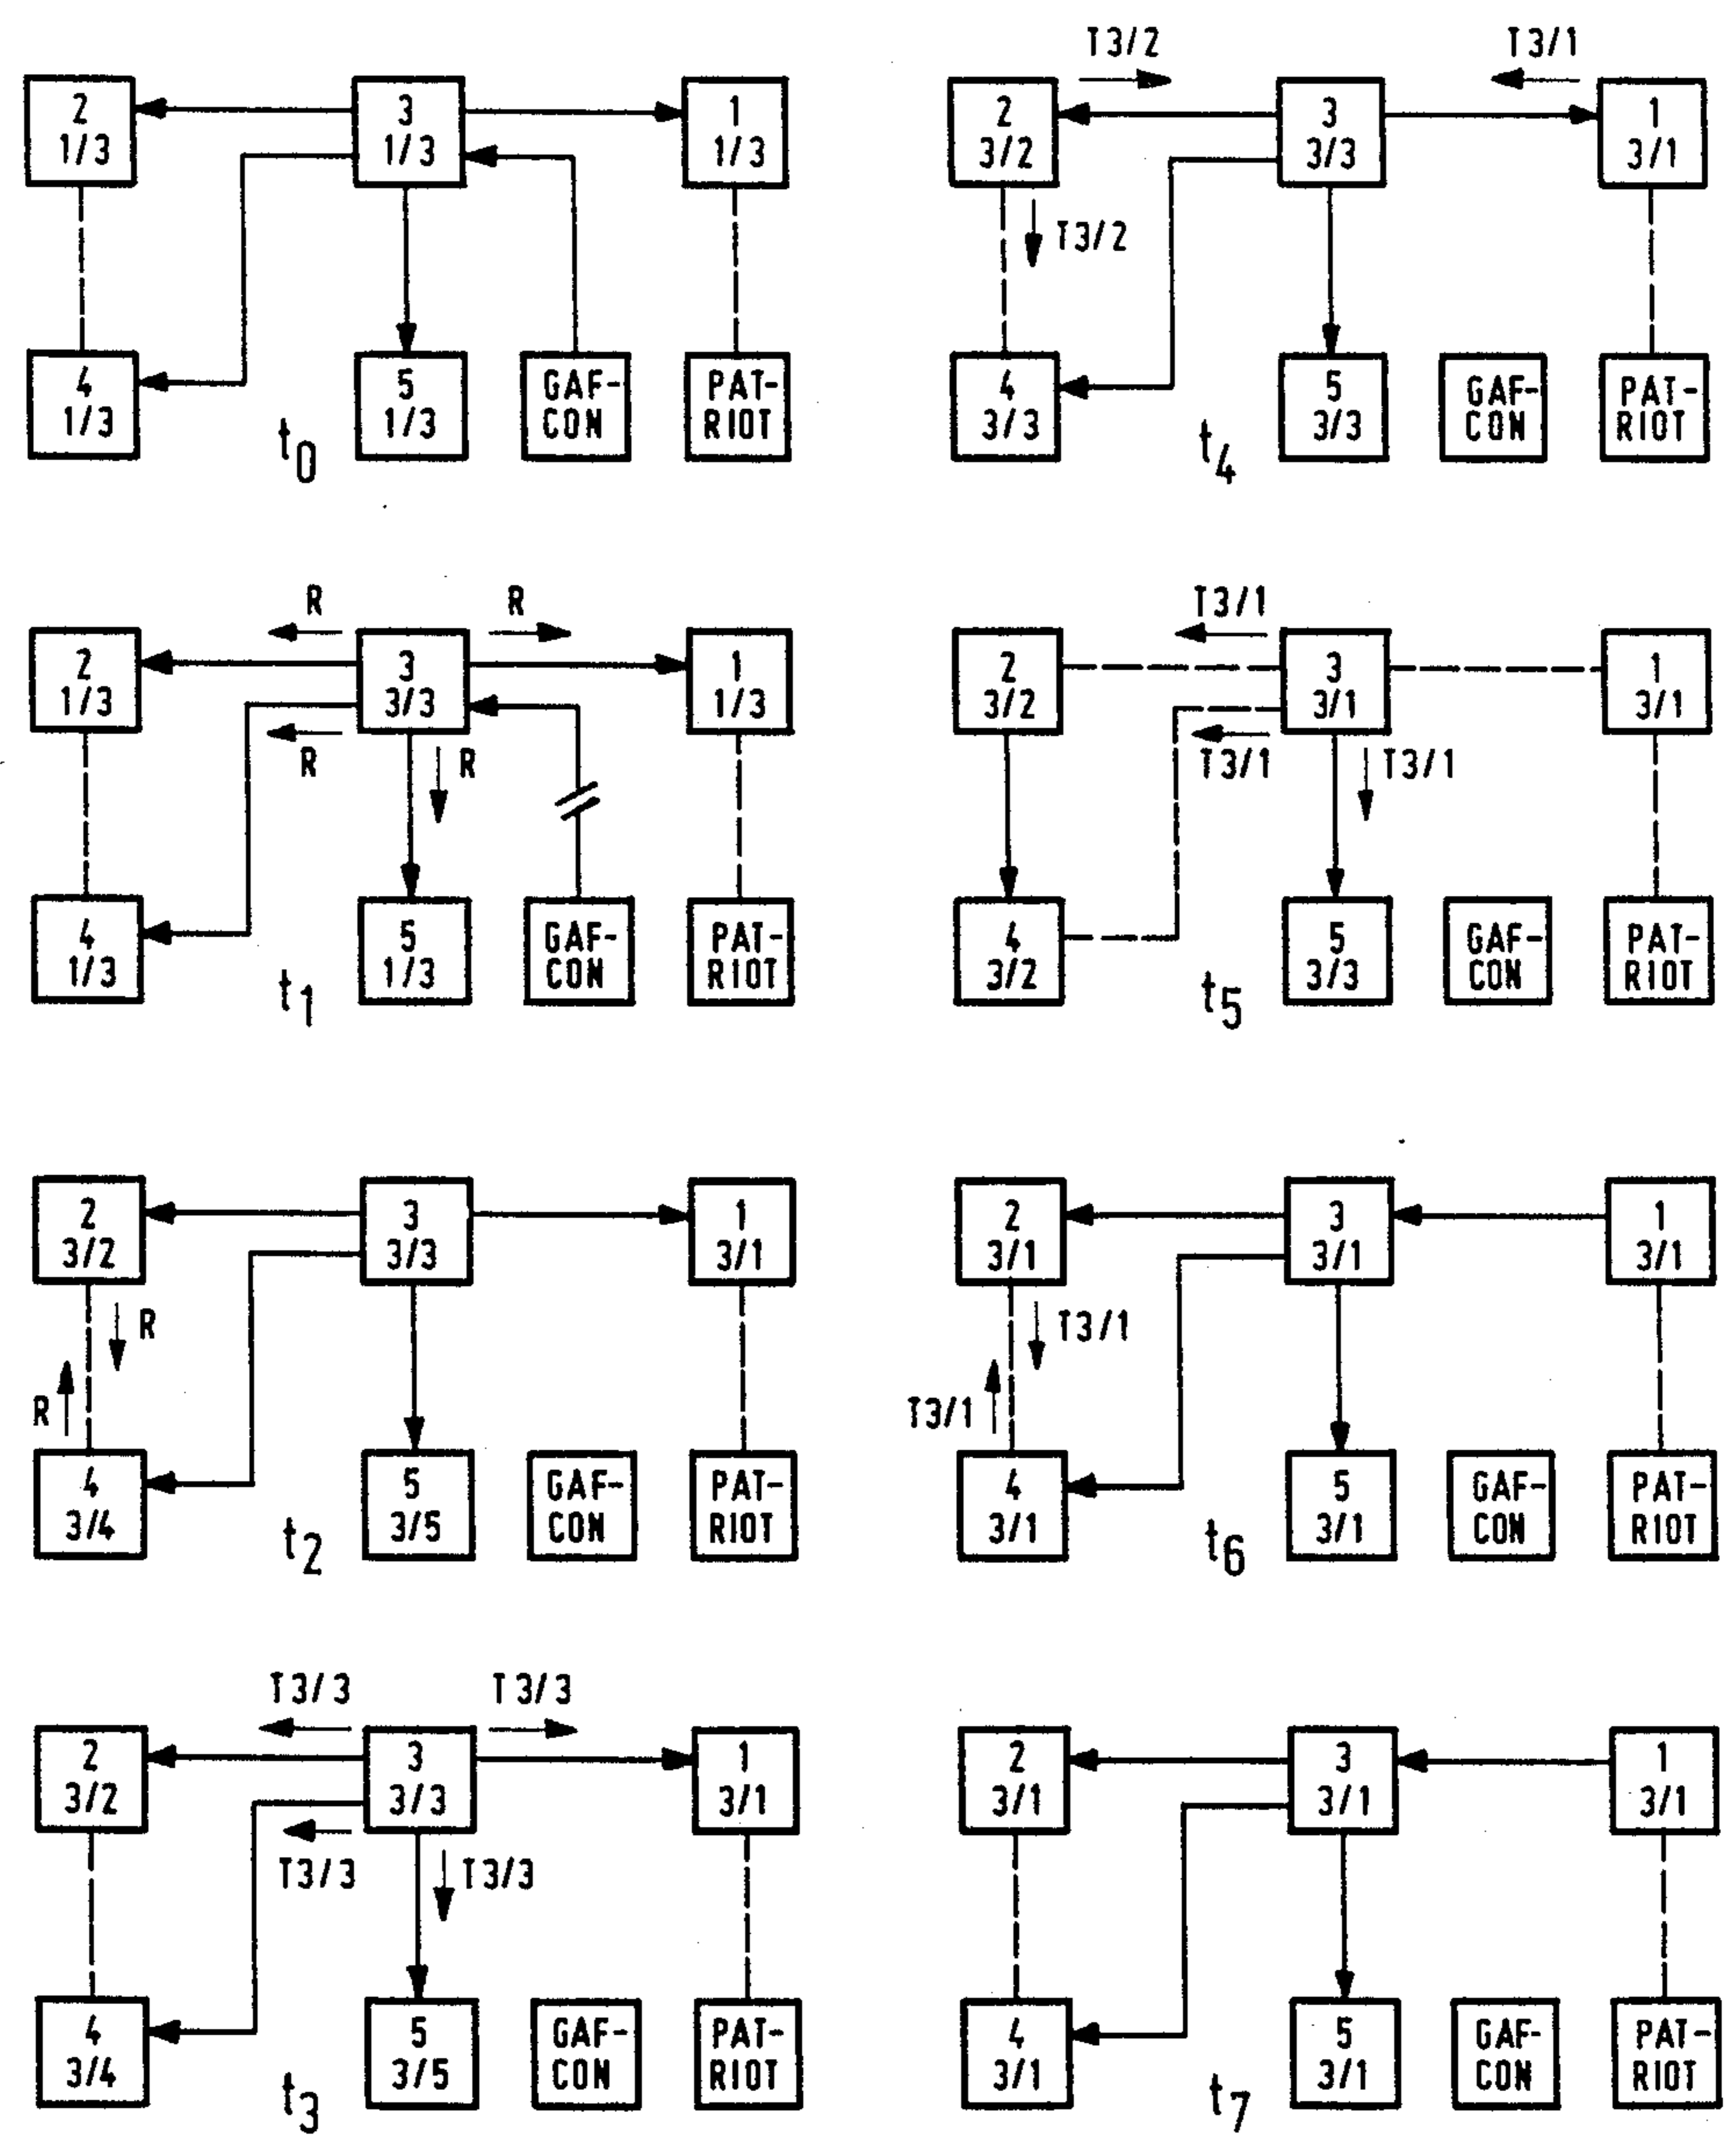 2
1/3
3
1/3
1
1/3
4
1/3
t0
5
1/3
GAF-
CON
PAT-
RIOT
R
R
2
1/3
3
3/3
1
1/3
R
R
4
1/3
t1
5
1/3
GAF-
CON
PAT-
RIOT
2
3/2
3
3/3
1
3/1
R
R
4
3/4
t2
5
3/5
GAF-
CON
PAT-
RIOT
T3/3
T3/3
2
3/2
3
3/3
1
3/1
T3/3
T3/3
4
3/4
t3
5
3/5
GAF-
CON
PAT-
RIOT
T3/2
T3/1
2
3/2
3
3/3
1
3/1
T3/2
4
3/3
t4
5
3/3
GAF-
CON
PAT-
RIOT
T3/1
2
3/2
3
3/1
1
3/1
T3/1
T3/1
4
3/2
t5
5
3/3
GAF-
CON
PAT-
RIOT
2
3/1
3
3/1
1
3/1
T3/1
T3/1
4
3/1
t6
5
3/1
GAF-
CON
PAT-
RIOT
2
3/1
3
3/1
1
3/1
4
3/1
t7
5
3/1
GAF-
CON
PAT-
RIOT